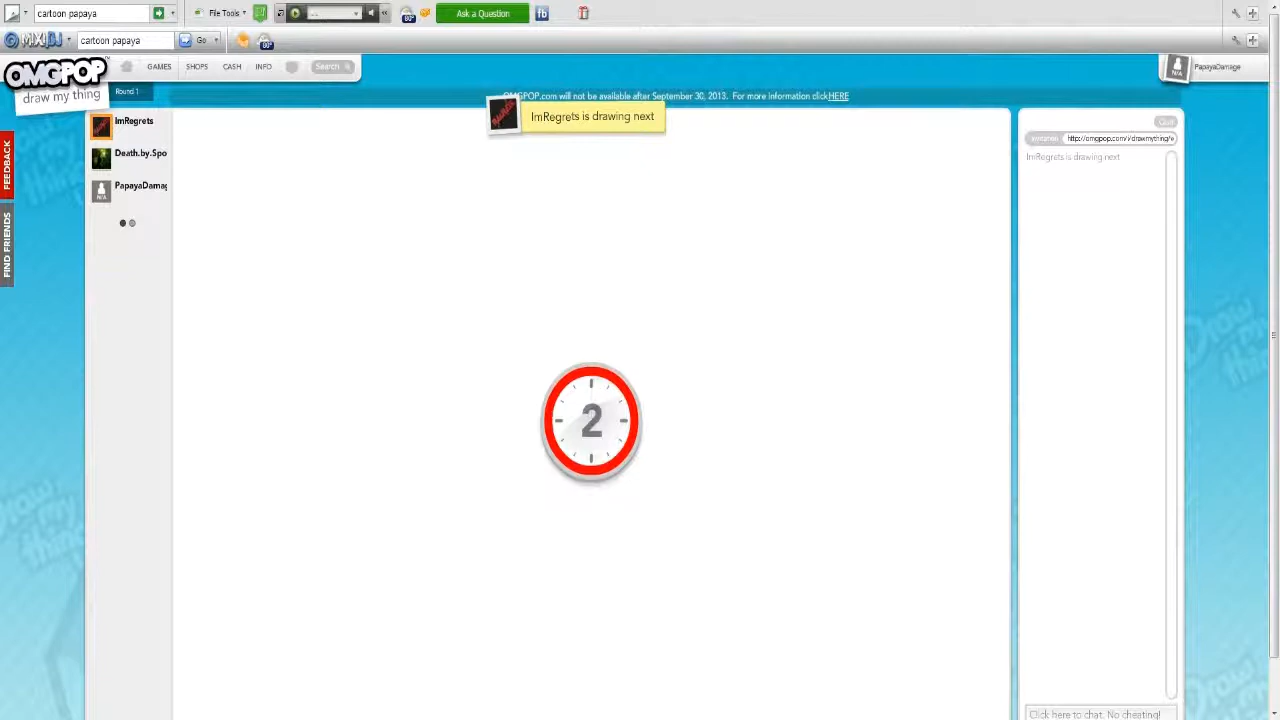 cartoon papaya
File Tools
Ask a Question
cartoon papaya
Go
OMGPOP
draw my thing
GAMES
SHOPS
CASH
INFO
Search
N/A
PapayaDamage
Round 1
OMGPOP.com will not be available after September 30, 2013. For more information click HERE
ImRegrets is drawing next
ImRegrets
Death.by.Spo
PapayaDamag
FEEDBACK
FIND FRIENDS
2
Quit
http://omgpop.com/i/drawmything/e
ImRegrets is drawing next
Click here to chat. No cheating!